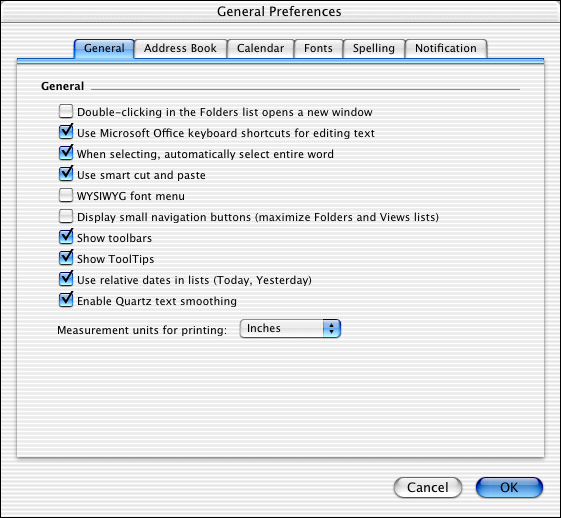 General Preferences
General Address Book Calendar Fonts Spelling Notification
General
Double-clicking in the Folders list opens a new window
Use Microsoft Office keyboard shortcuts for editing text
When selecting, automatically select entire word
Use smart cut and paste
WYSIWYG font menu
Display small navigation buttons (maximize Folders and Views lists)
Show toolbars
Show ToolTips
Use relative dates in lists (Today, Yesterday)
Enable Quartz text smoothing
Measurement units for printing: Inches
Cancel OK